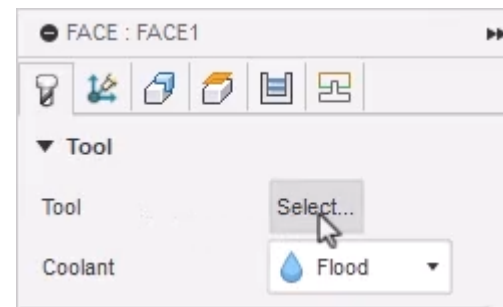 FACE : FACE1
Tool
Tool Select...
Coolant Flood